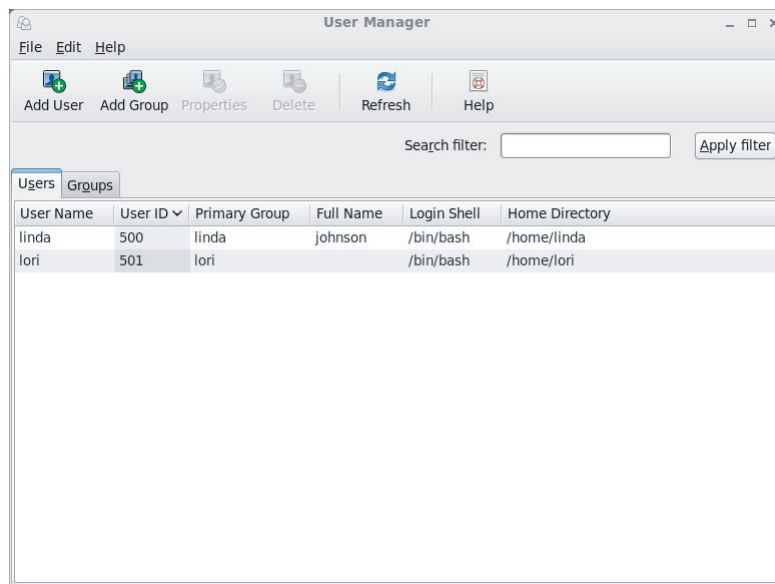 User Manager
File Edit Help
Add User Add Group Properties Delete Refresh Help
Search filter: Apply filter
Users Groups
User Name User ID Primary Group Full Name Login Shell Home Directory
linda 500 linda johnson /bin/bash /home/linda
lori 501 lori /bin/bash /home/lori